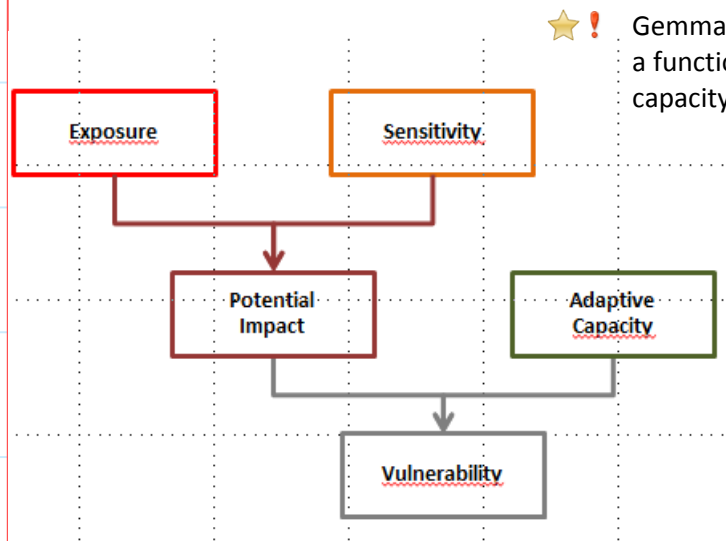 Gemma
a functio
capacity
Exposure
Sensitivity
Potential
Impact
Adaptive
Capacity
Vulnerability